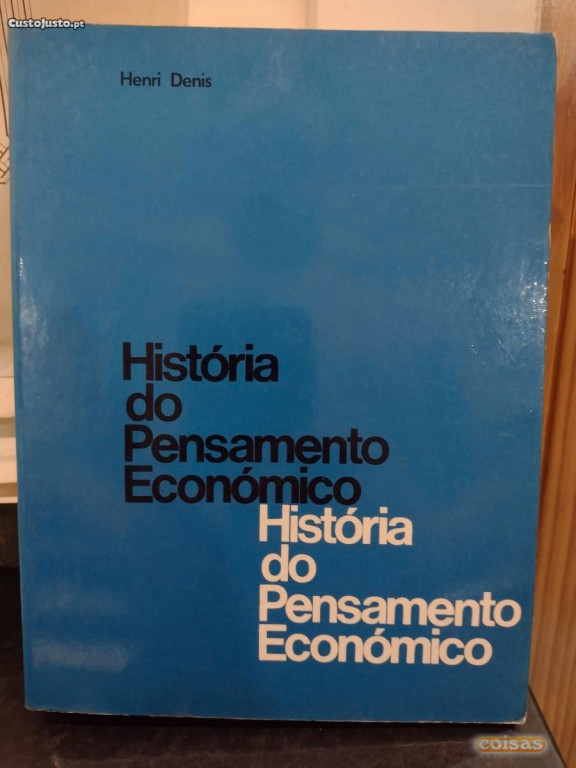 CustoJusto.pt
Henri Denis
História
do
Pensamento
Económico
História
do
Pensamento
Económico
coisas